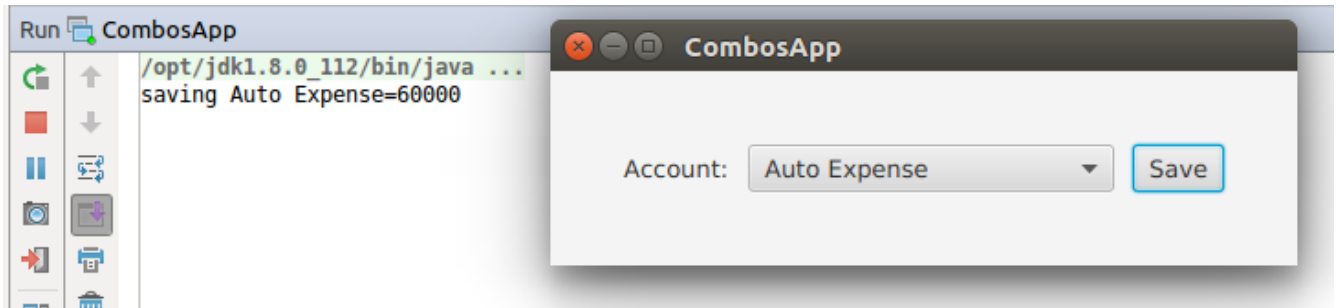 Run CombosApp
/opt/jdk1.8.0_112/bin/java ...
saving Auto Expense=60000
CombosApp
Account: Auto Expense Save